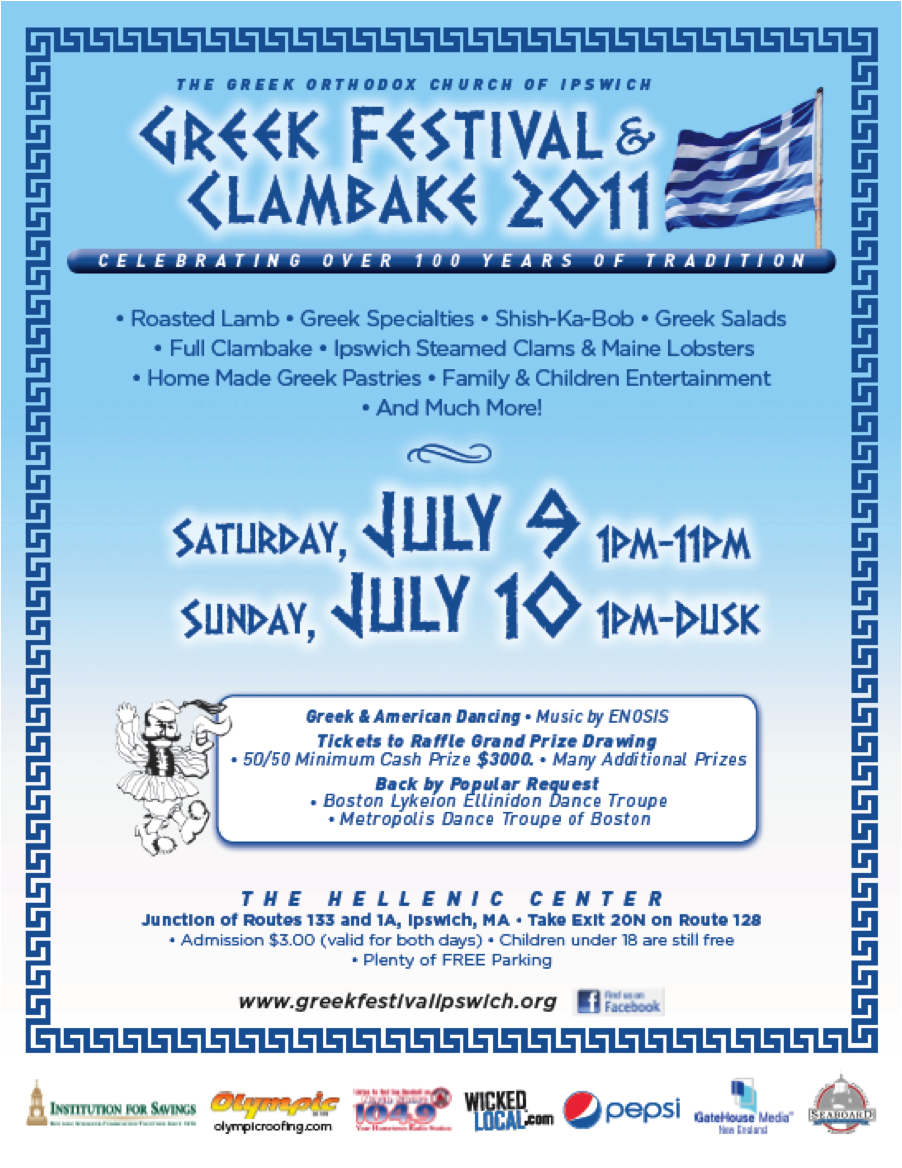 THE GREEK ORTHODOX CHURCH OF IPSWICH
GREEK FESTIVAL &
CLAMBAKE 2011
CELEBRATING OVER 100 YEARS OF TRADITION
• Roasted Lamb • Greek Specialties • Shish-Ka-Bob • Greek Salads
• Full Clambake • Ipswich Steamed Clams & Maine Lobsters
• Home Made Greek Pastries • Family & Children Entertainment
• And Much More!
SATURDAY, JULY 9 1PM-11PM
SUNDAY, JULY 10 1PM-DUSK
Greek & American Dancing • Music by ENOSIS
Tickets to Raffle Grand Prize Drawing
• 50/50 Minimum Cash Prize $3000. • Many Additional Prizes
Back by Popular Request
• Boston Lykeion Ellinidon Dance Troupe
• Metropolis Dance Troupe of Boston
THE HELLENIC CENTER
Junction of Routes 133 and 1A, Ipswich, MA • Take Exit 20N on Route 128
• Admission $3.00 (valid for both days) • Children under 18 are still free
• Plenty of FREE Parking
www.greekfestivalipswich.org
Find us on
Facebook
INSTITUTION FOR SAVINGS
Olympic
olympicroofing.com
North Shore
104.9
Your Hometown Radio Station
WICKED
LOCAL.com
pepsi
GateHouse Media
New England
SEABOARD